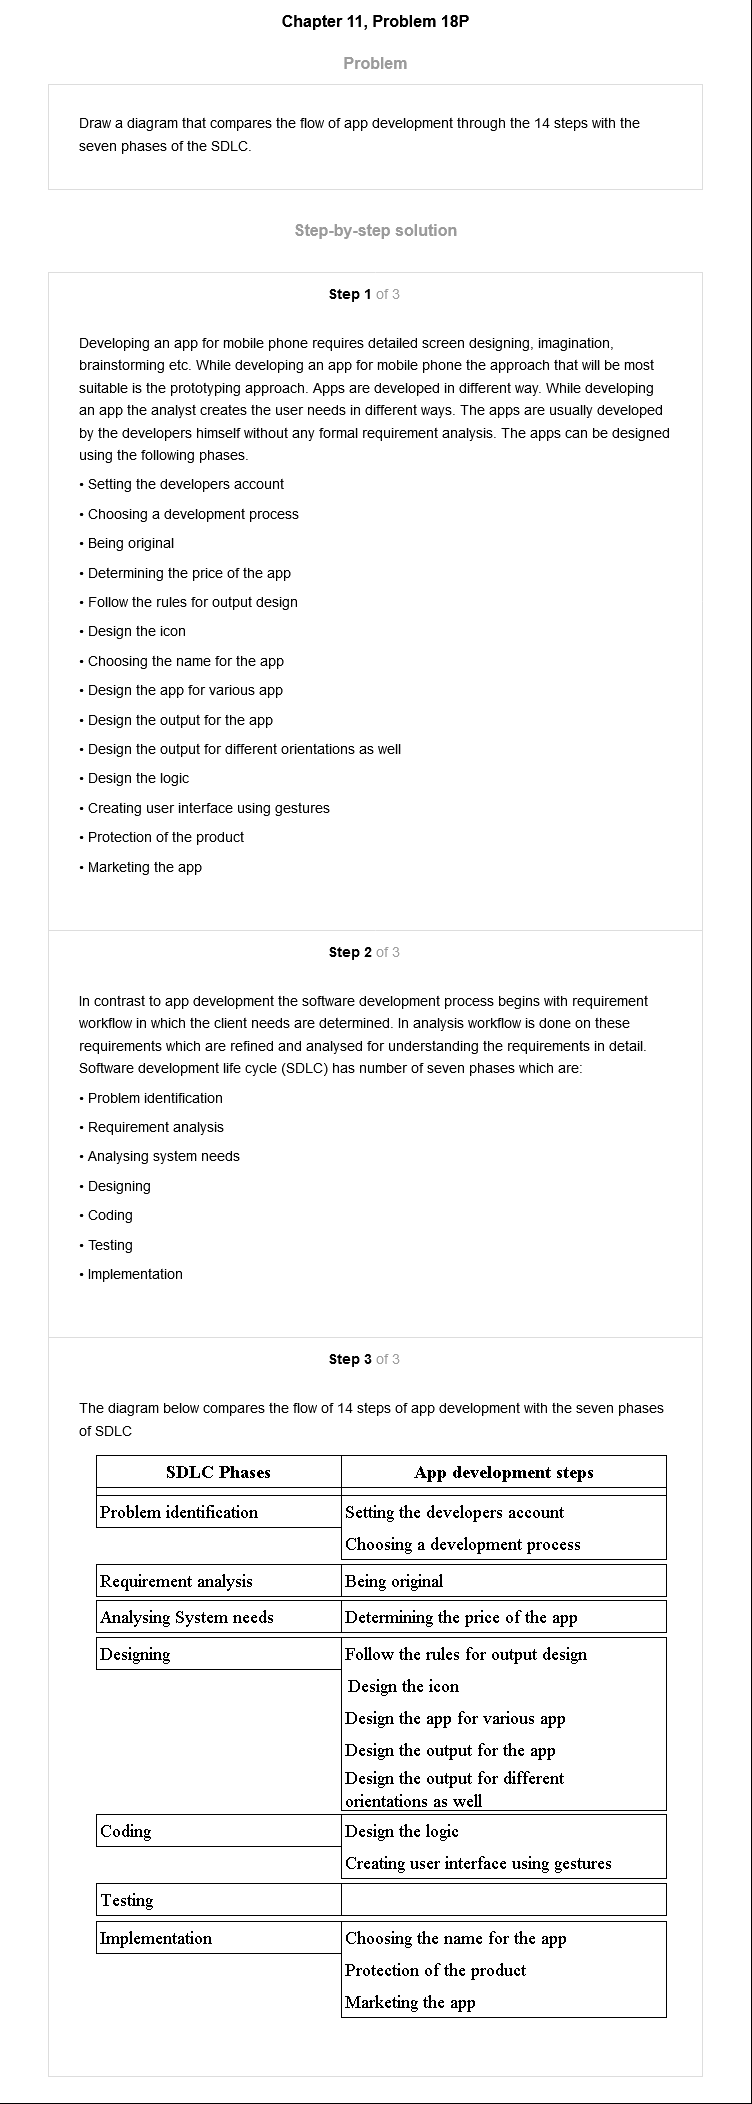 Chapter 11, Problem 18P
Problem
Draw a diagram that compares the flow of app development through the 14 steps with the
seven phases of the SDLC.
Step-by-step solution
Step 1 of 3
Developing an app for mobile phone requires detailed screen designing, imagination,
brainstorming etc. While developing an app for mobile phone the approach that will be most
suitable is the prototyping approach. Apps are developed in different way. While developing
an app the analyst creates the user needs in different ways. The apps are usually developed
by the developers himself without any formal requirement analysis. The apps can be designed
using the following phases.
• Setting the developers account
• Choosing a development process
• Being original
• Determining the price of the app
• Follow the rules for output design
• Design the icon
• Choosing the name for the app
• Design the app for various app
• Design the output for the app
• Design the output for different orientations as well
• Design the logic
• Creating user interface using gestures
• Protection of the product
• Marketing the app
Step 2 of 3
In contrast to app development the software development process begins with requirement
workflow in which the client needs are determined. In analysis workflow is done on these
requirements which are refined and analysed for understanding the requirements in detail.
Software development life cycle (SDLC) has number of seven phases which are:
• Problem identification
• Requirement analysis
• Analysing system needs
• Designing
• Coding
• Testing
• Implementation
Step 3 of 3
The diagram below compares the flow of 14 steps of app development with the seven phases
of SDLC
SDLC Phases App development steps
Problem identification Setting the developers account
Choosing a development process
Requirement analysis Being original
Analysing System needs Determining the price of the app
Designing Follow the rules for output design
Design the icon
Design the app for various app
Design the output for the app
Design the output for different
orientations as well
Coding Design the logic
Creating user interface using gestures
Testing
Implementation Choosing the name for the app
Protection of the product
Marketing the app